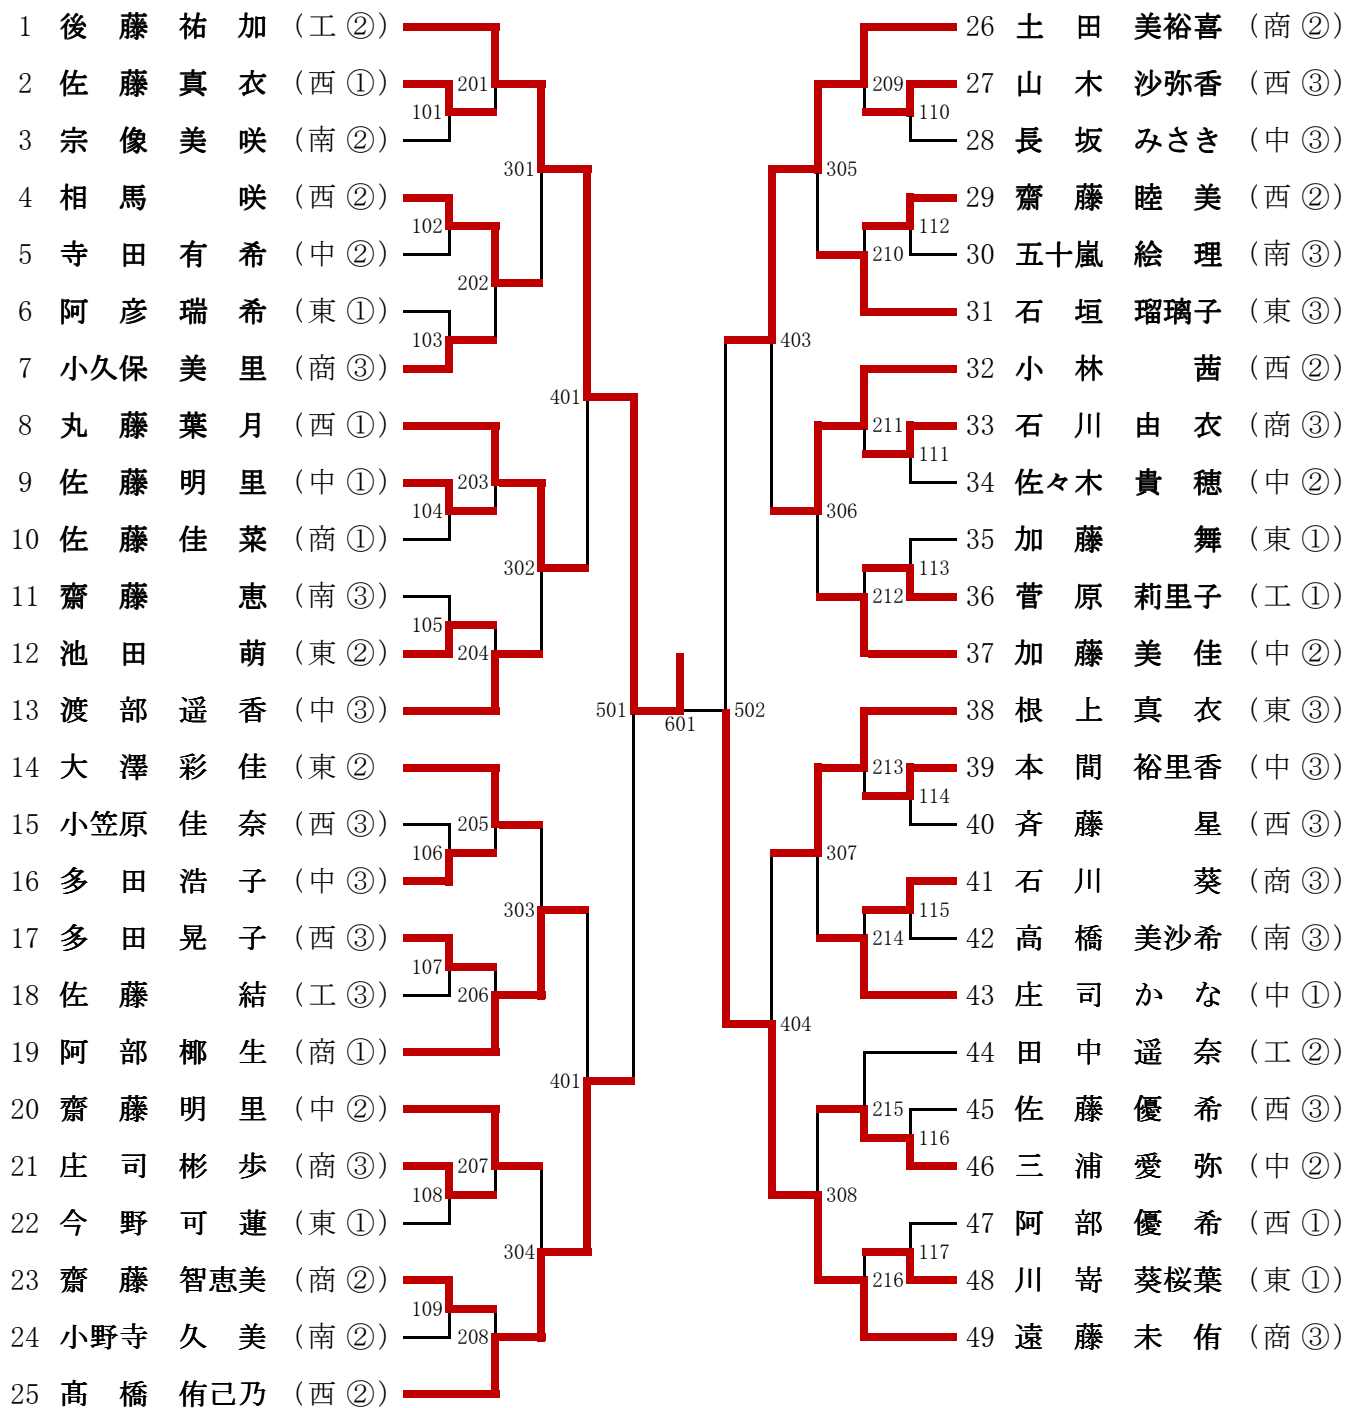 1 後藤祐加 (工 ②)
2 佐藤真衣 (西 ①)
3 宗像美咲 (南 ②)
4 相馬咲 (西 ②)
5 寺田有希 (中 ②)
6 阿彦瑞希 (東 ①)
7 小久保美里 (商 ③)
8 丸藤葉月 (西 ①)
9 佐藤明里 (中 ①)
10 佐藤佳菜 (商 ①)
11 齋藤恵 (南 ③)
12 池田萌 (東 ②)
13 渡部遥香 (中 ③)
14 大澤彩佳 (東 ②
15 小笠原佳奈 (西 ③)
16 多田浩子 (中 ③)
17 多田晃子 (西 ③)
18 佐藤結 (工 ③)
19 阿部椰生 (商 ①)
20 齋藤明里 (中 ②)
21 庄司彬歩 (商 ③)
22 今野可蓮 (東 ①)
23 齋藤智恵美 (商 ②)
24 小野寺久美 (南 ②)
25 髙橋侑己乃 (西 ②)
101
102
103
104
105
106
107
108
109
201
202
203
204
205
206
207
208
301
302
303
304
401
401
501
601
502
403
404
305
306
307
308
209
210
211
212
213
214
215
216
110
112
111
113
114
115
116
117
26 土田美裕喜 (商 ②)
27 山木沙弥香 (西 ③)
28 長坂みさき (中 ③)
29 齋藤睦美 (西 ②)
30 五十嵐絵理 (南 ③)
31 石垣瑠璃子 (東 ③)
32 小林茜 (西 ②)
33 石川由衣 (商 ③)
34 佐々木貴穂 (中 ②)
35 加藤舞 (東 ①)
36 菅原莉里子 (工 ①)
37 加藤美佳 (中 ②)
38 根上真衣 (東 ③)
39 本間裕里香 (中 ③)
40 斉藤星 (西 ③)
41 石川葵 (商 ③)
42 高橋美沙希 (南 ③)
43 庄司かな (中 ①)
44 田中遥奈 (工 ②)
45 佐藤優希 (西 ③)
46 三浦愛弥 (中 ②)
47 阿部優希 (西 ①)
48 川嵜葵桜葉 (東 ①)
49 遠藤未侑 (商 ③)